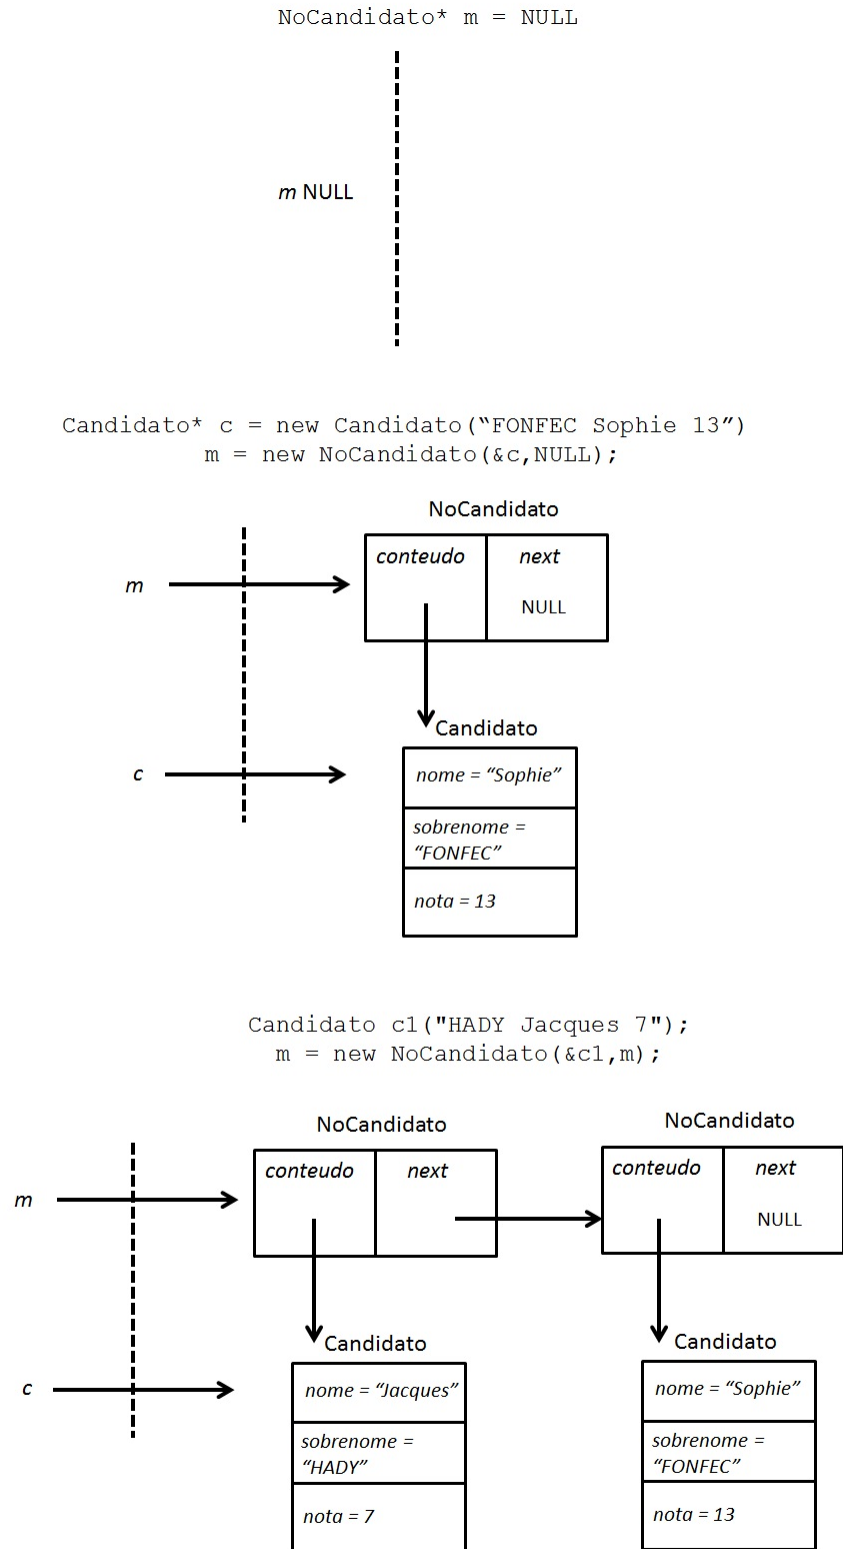 NoCandidato* m = NULL
m NULL
Candidato* c = new Candidato(“FONFEC Sophie 13”)
m = new NoCandidato(&c,NULL);
NoCandidato
conteudo next
m
NULL
Candidato
c
nome = “Sophie”
sobrenome =
“FONFEC”
nota = 13
Candidato c1("HADY Jacques 7");
m = new NoCandidato(&c1,m);
NoCandidato NoCandidato
conteudo next conteudo next
m
NULL
Candidato Candidato
c
nome = “Jacques” nome = “Sophie”
sobrenome = sobrenome =
“HADY” “FONFEC”
nota = 7 nota = 13